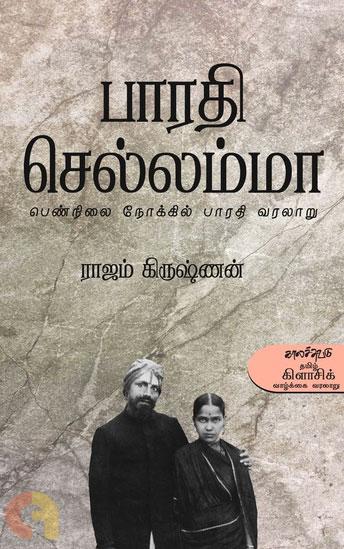 பாரதி
செல்லம்மா
பெண்நிலை நோக்கில் பாரதி வரலாறு
ராஜம் கிருஷ்ணன்
காலச்சுவடு
தமிழ்
கிளாசிக்
வாழ்க்கை வரலாறு